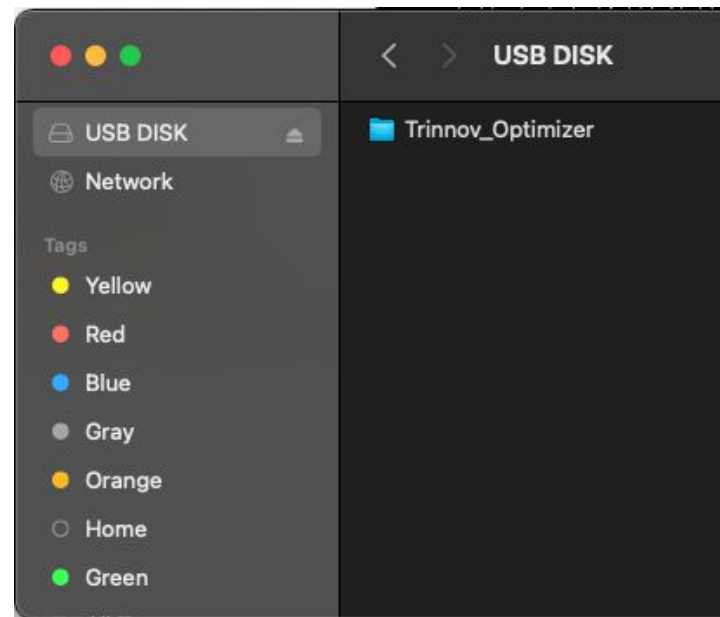 USB DISK
USB DISK
Network
Tags
Yellow
Red
Blue
Gray
Orange
Home
Green
Trinnov_Optimizer